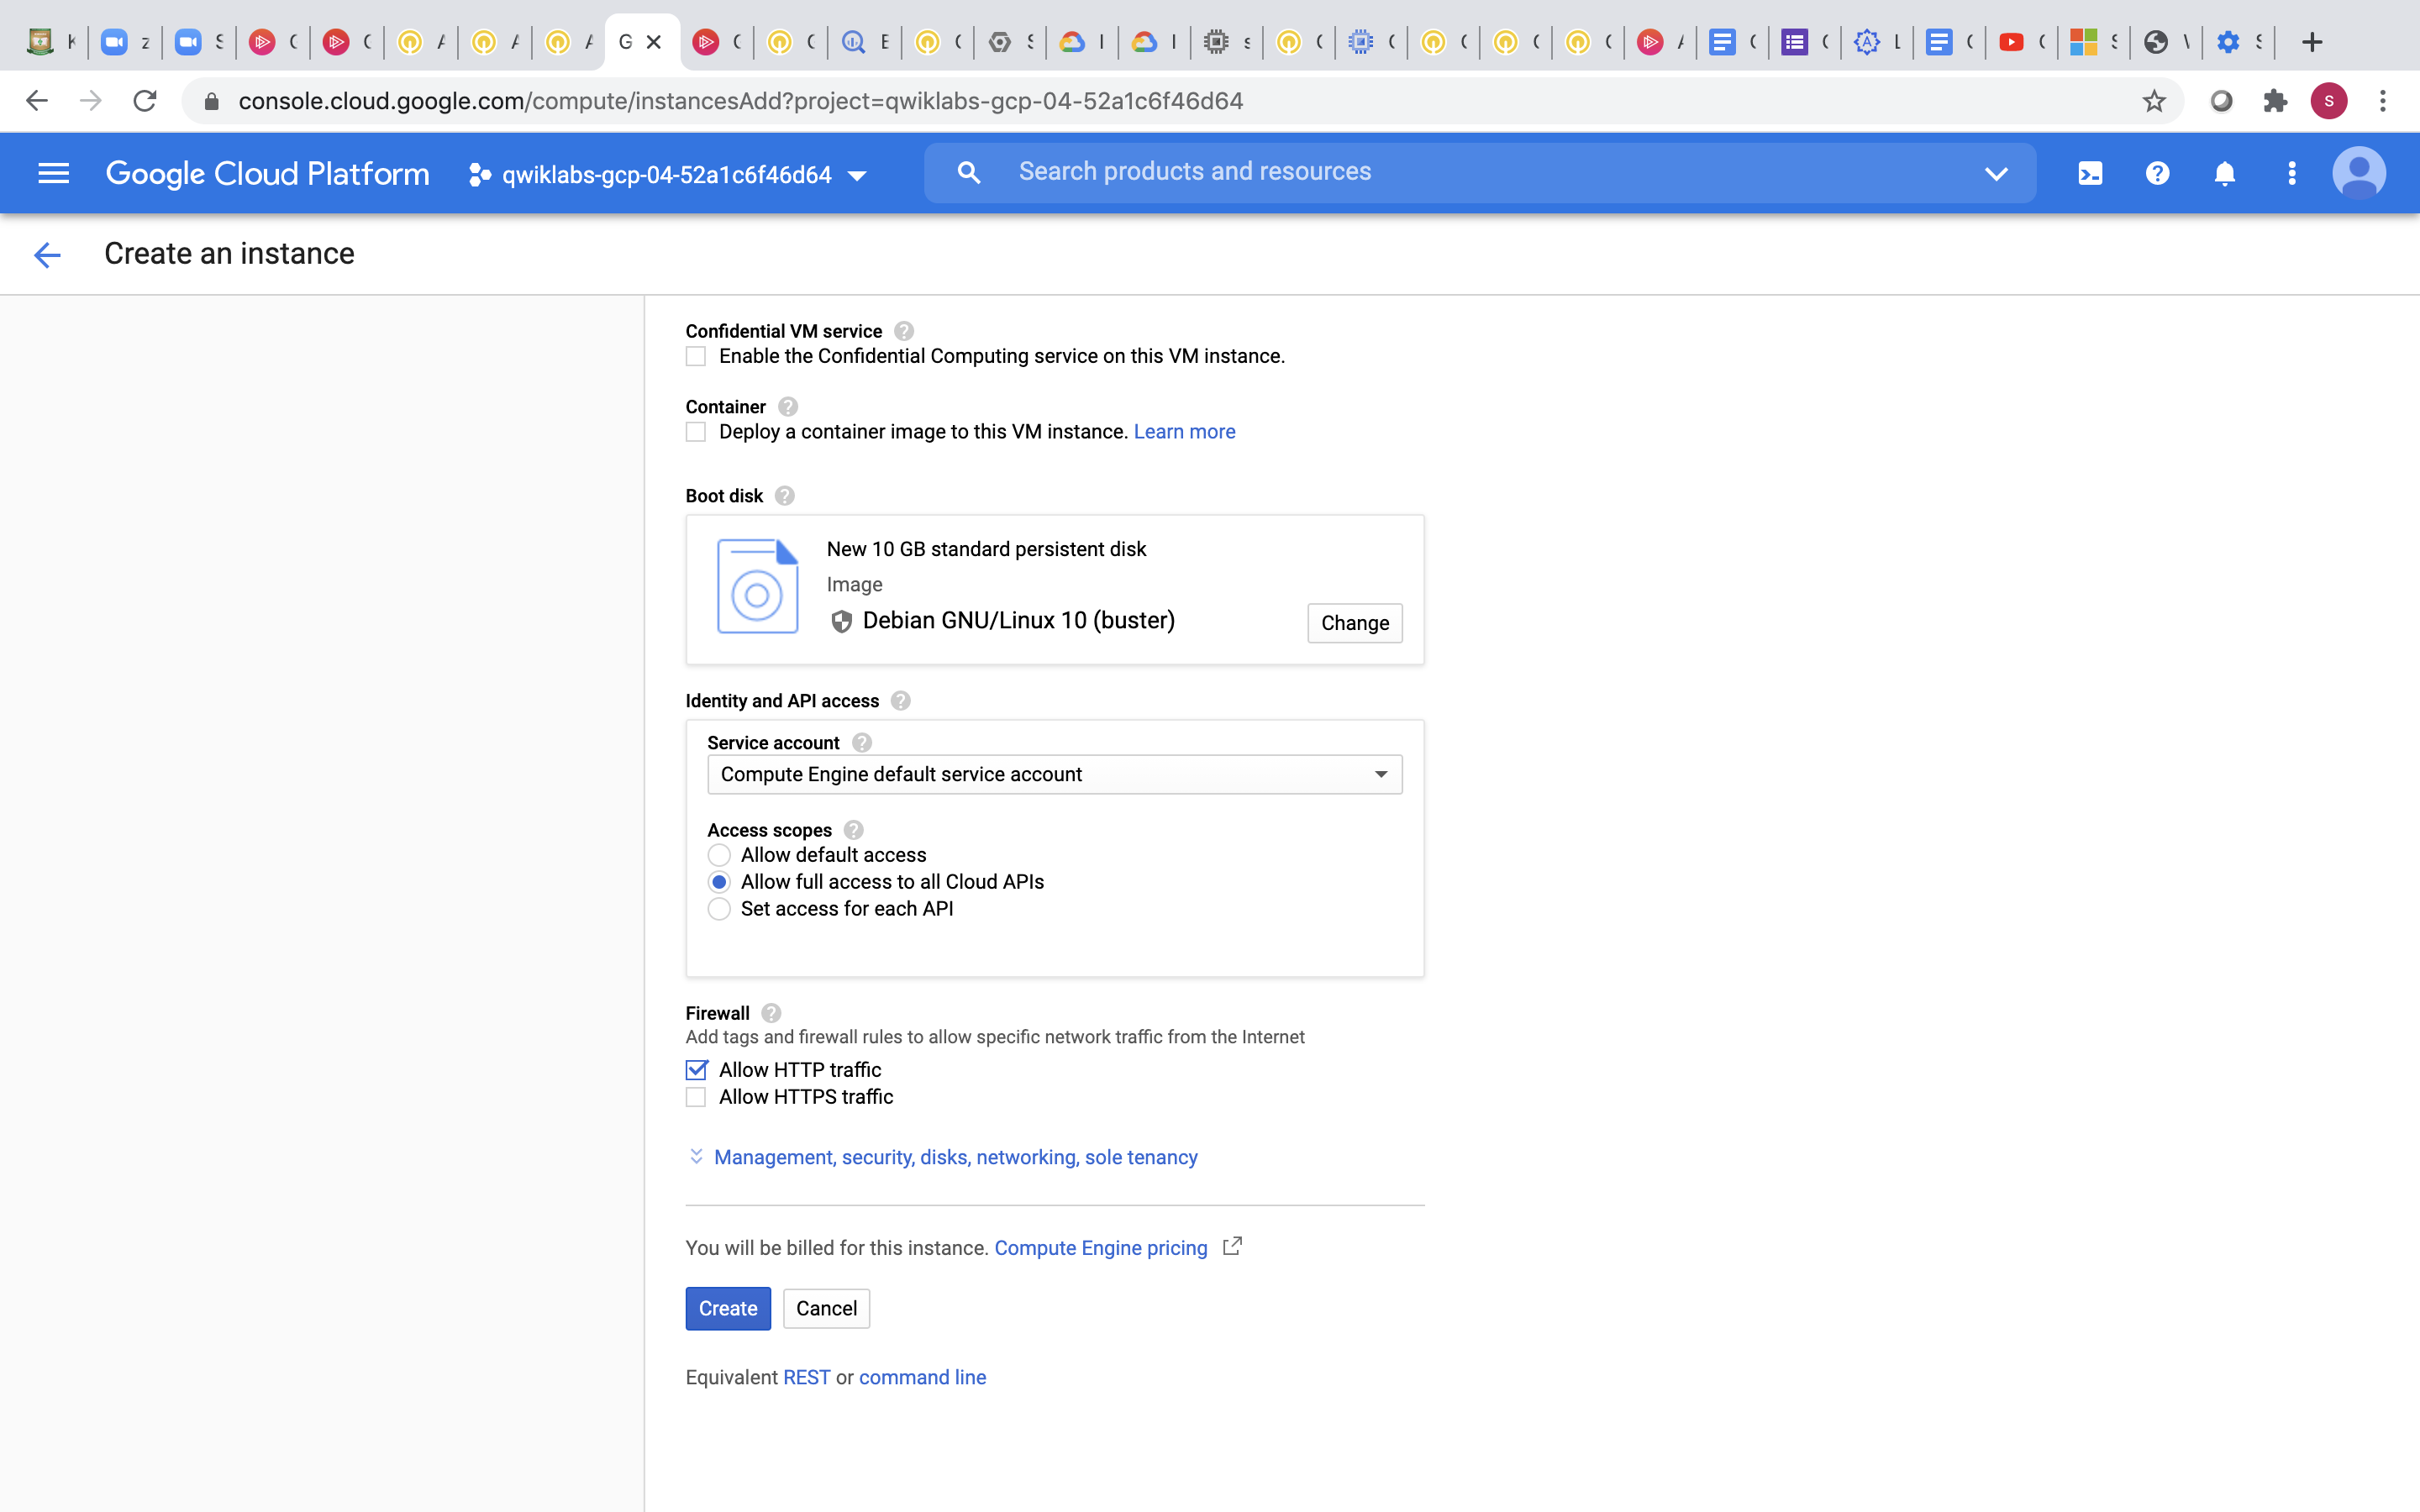 K
z
S
C
C
A
A
A
G
C
C
E
C
S
I
I
s
C
C
C
C
C
A
C
C
L
C
C
S
V
S
console.cloud.google.com/compute/instancesAdd?project=qwiklabs-gcp-04-52a1c6f46d64
S
Google Cloud Platform
qwiklabs-gcp-04-52a1c6f46d64
Search products and resources
Create an instance
Confidential VM service
Enable the Confidential Computing service on this VM instance.
Container
Deploy a container image to this VM instance. Learn more
Boot disk
New 10 GB standard persistent disk
Image
Debian GNU/Linux 10 (buster)
Change
Identity and API access
Service account
Compute Engine default service account
Access scopes
Allow default access
Allow full access to all Cloud APIs
Set access for each API
Firewall
Add tags and firewall rules to allow specific network traffic from the Internet
Allow HTTP traffic
Allow HTTPS traffic
Management, security, disks, networking, sole tenancy
You will be billed for this instance. Compute Engine pricing
Create
Cancel
Equivalent REST or command line